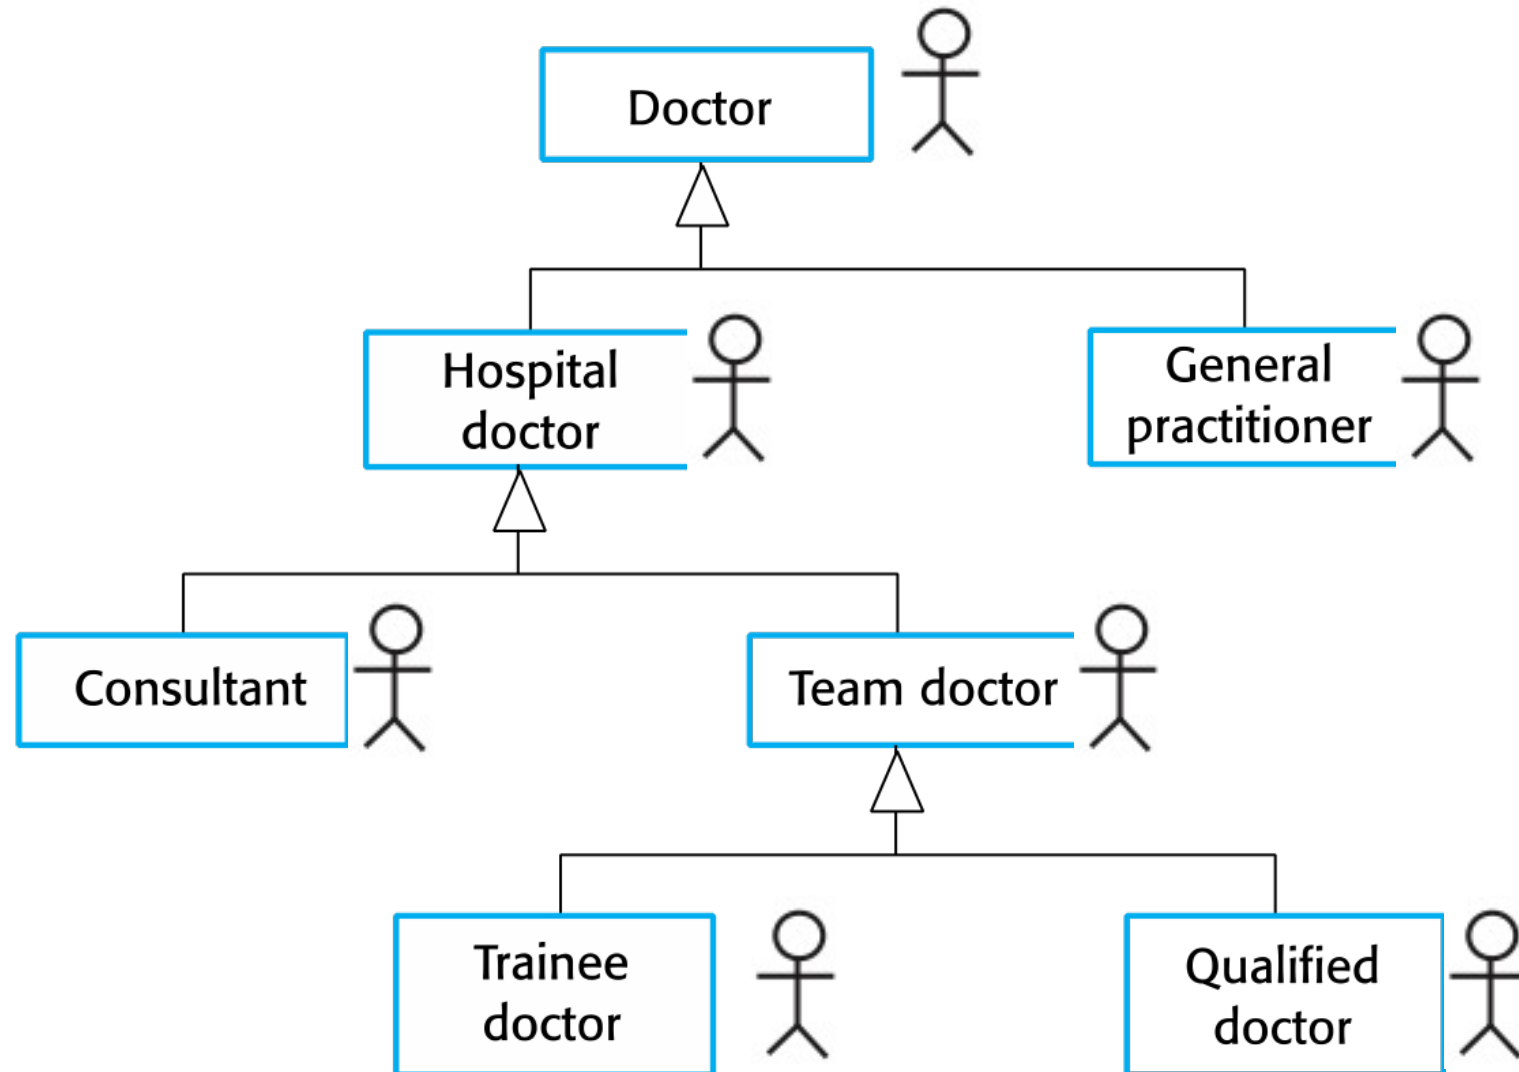 Doctor
Hospital
doctor
General
practitioner
Consultant
Team doctor
Trainee
doctor
Qualified
doctor